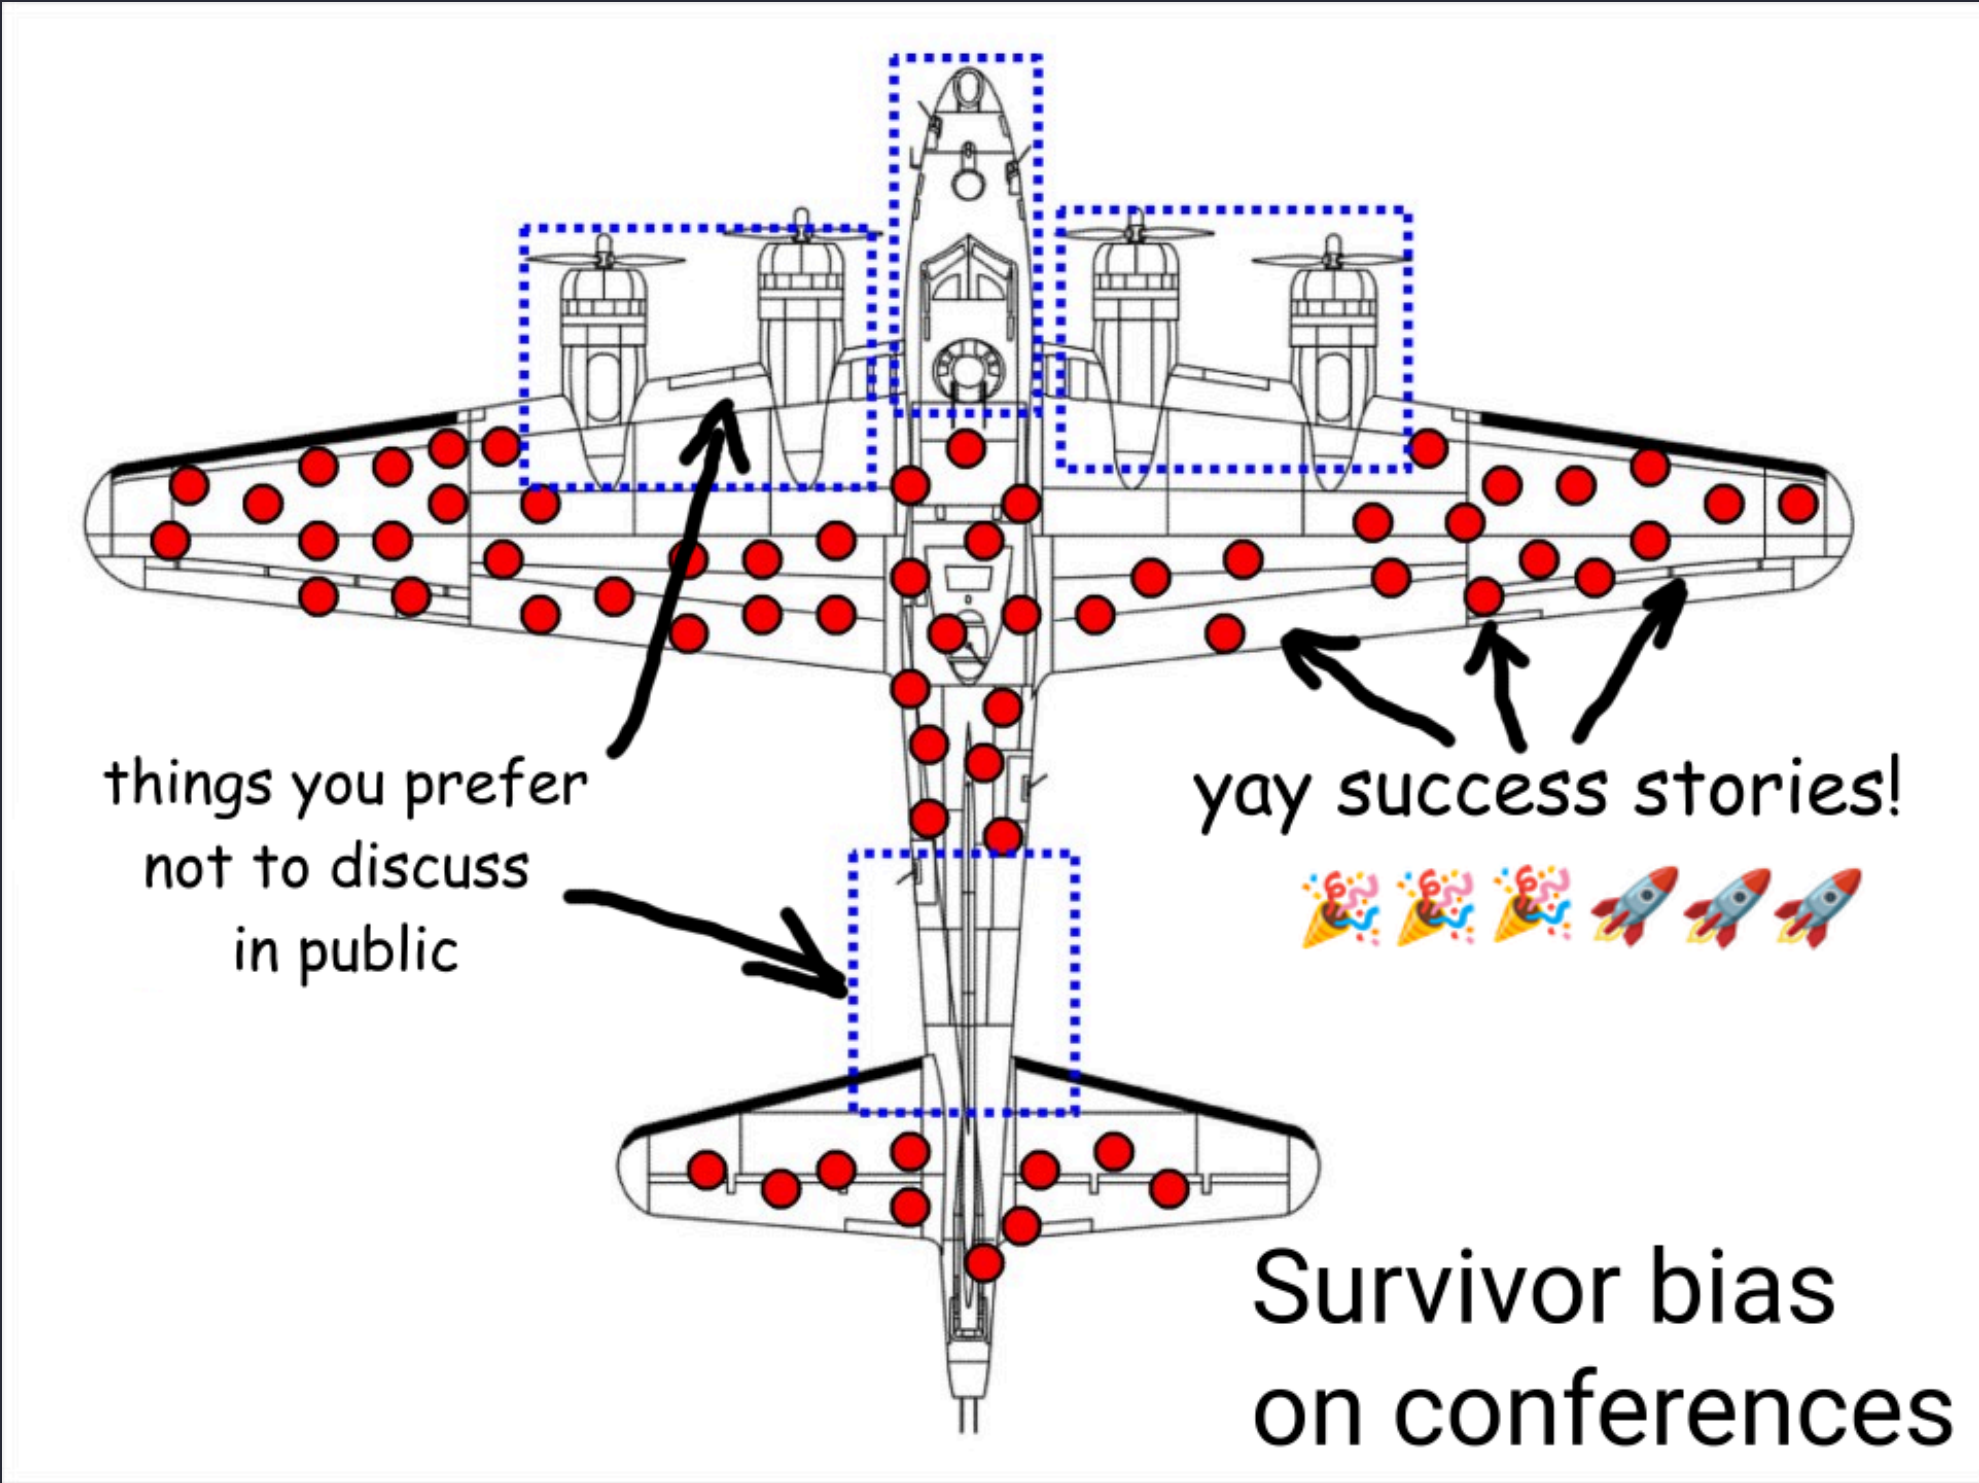 things you prefer
not to discuss
in public
yay success stories!
🎉🎉🎉🚀🚀🚀
Survivor bias
on conferences